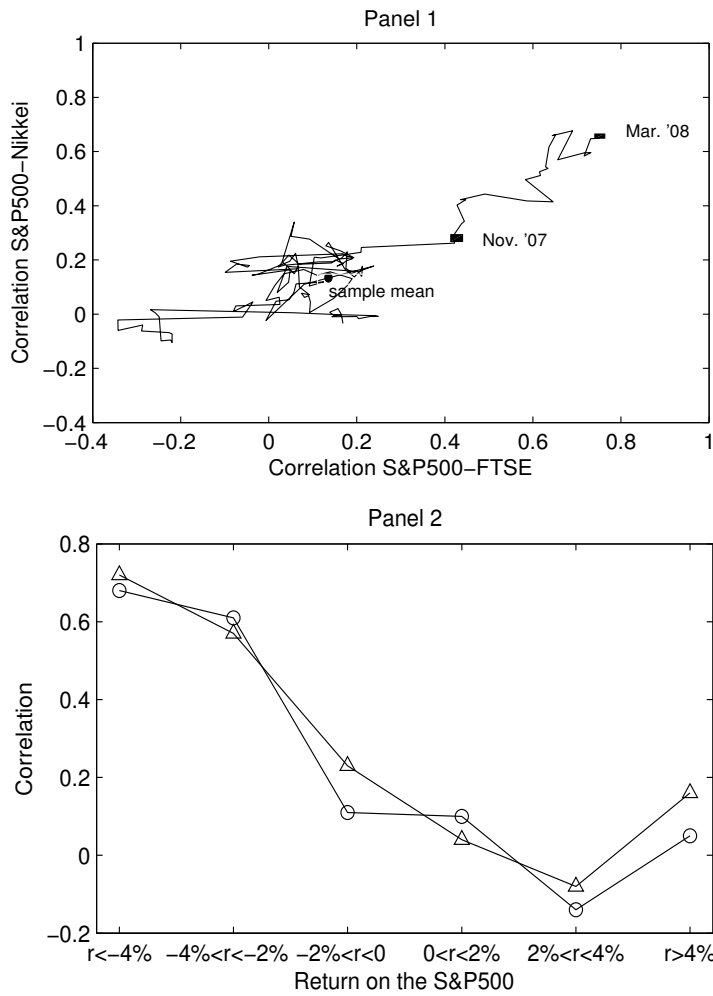 Panel 1
Correlation S&P500−Nikkei
1
0.8
0.6
0.4
0.2
0
−0.2
−0.4
Mar. '08
Nov. '07
sample mean
−0.4 −0.2 0 0.2 0.4 0.6 0.8 1
Correlation S&P500−FTSE
Panel 2
Correlation
0.8
0.6
0.4
0.2
0
−0.2
r<−4% −4%<r<−2% −2%<r<0 0<r<2% 2%<r<4% r>4%
Return on the S&P500